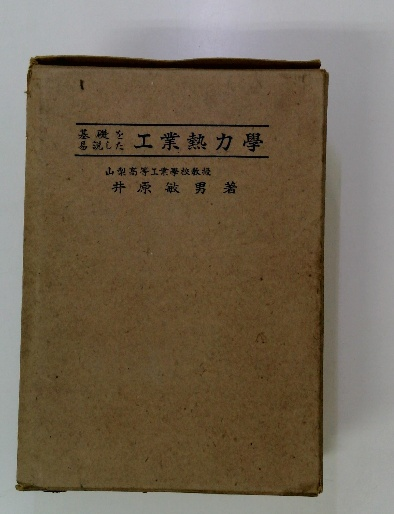 基礎を
易説した 工業熱力學
山梨高等工業學校教授
井原敏男著